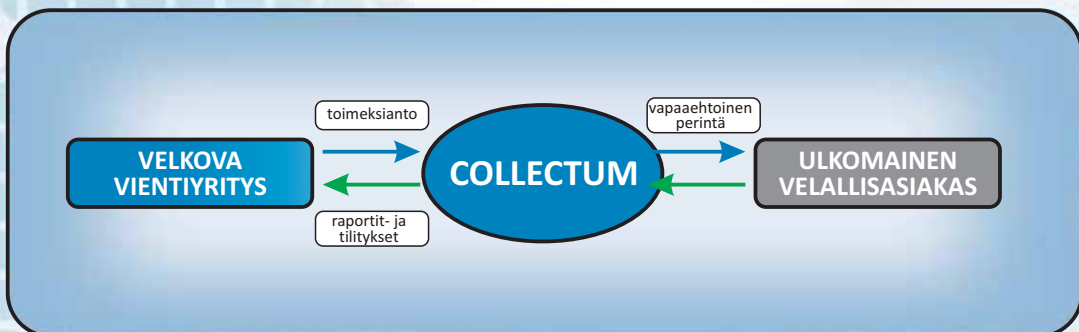 toimeksianto
vapaaehtoinen
perintä
VELKOVA
VIENTIYRITYS
COLLECTUM
ULKOMAINEN
VELALLISASIAKAS
raportit- ja
tilitykset